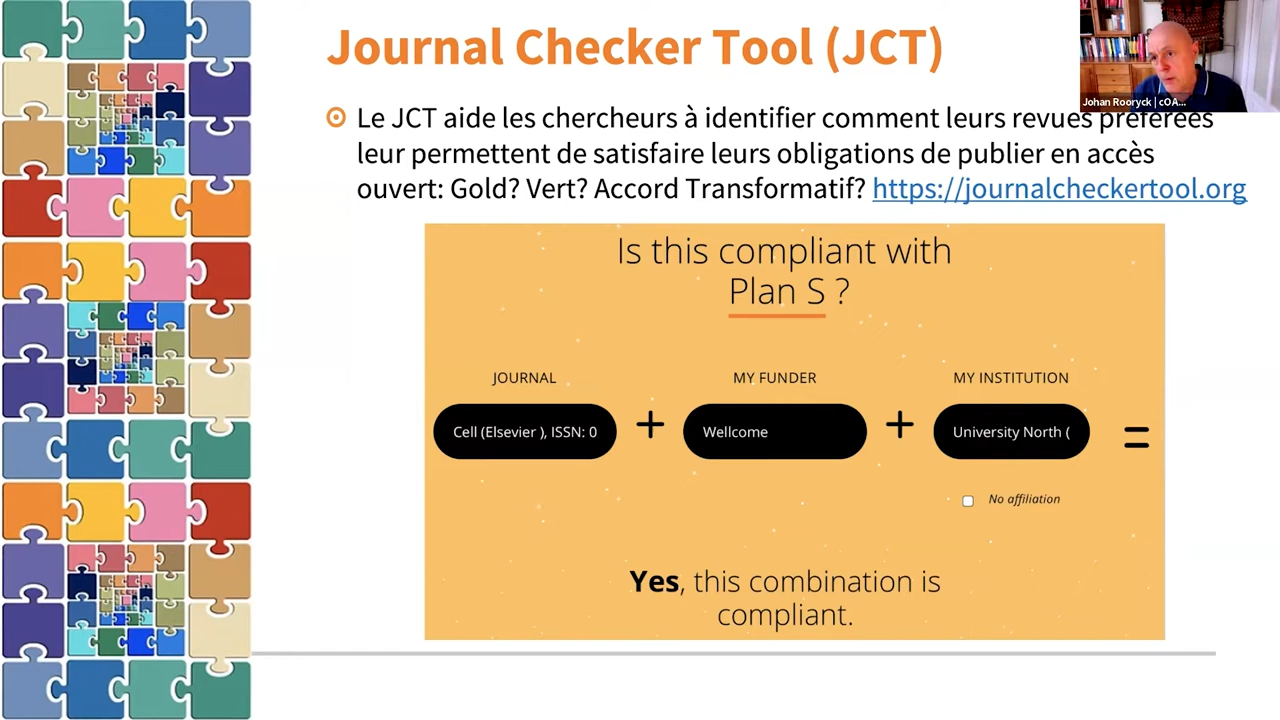 Journal Checker Tool (JCT)
Johan Rooryck | cOA...
Le JCT aide les chercheurs à identifier comment leurs revues préférées
leur permettent de satisfaire leurs obligations de publier en accès
ouvert: Gold? Vert? Accord Transformatif? https://journalcheckertool.org
Is this compliant with
Plan S ?
JOURNAL
MY FUNDER
MY INSTITUTION
Cell (Elsevier ), ISSN: 0
+
Wellcome
+
University North (
=
No affiliation
Yes, this combination is
compliant.